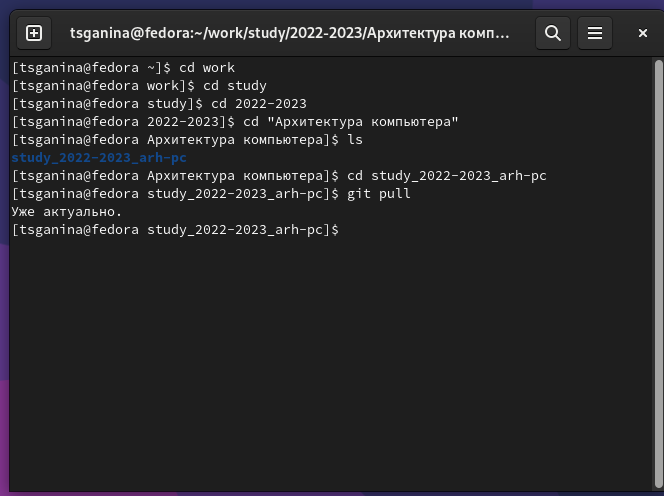 tsganina@fedora:~/work/study/2022-2023/Архитектура комп...
[tsganina@fedora ~]$ cd work
[tsganina@fedora work]$ cd study
[tsganina@fedora study]$ cd 2022-2023
[tsganina@fedora 2022-2023]$ cd "Архитектура компьютера"
[tsganina@fedora Архитектура компьютера]$ ls
study_2022-2023_arh-pc
[tsganina@fedora Архитектура компьютера]$ cd study_2022-2023_arh-pc
[tsganina@fedora study_2022-2023_arh-pc]$ git pull
Уже актуально.
[tsganina@fedora study_2022-2023_arh-pc]$